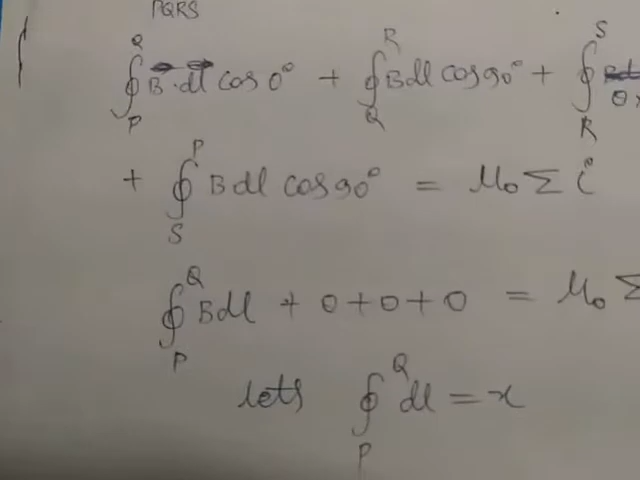 PQRS
∮_P^Q B·dl cos 0° + ∮_Q^R B dl cos 90° + ∮_R^S
+ ∮_S^P B dl cos 90° = μ₀ Σ i
∮_P^Q B dl + 0 + 0 + 0 = μ₀ Σ
lets ∮_P^Q dl = x